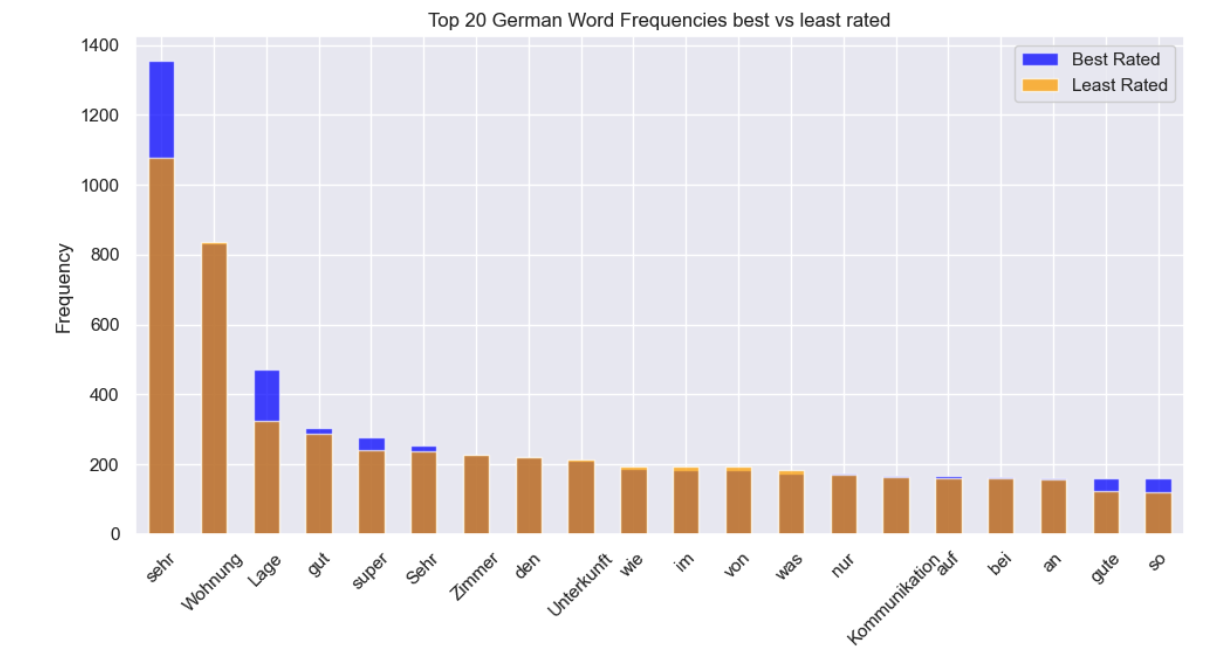 Top 20 German Word Frequencies best vs least rated
Best Rated
Least Rated
Frequency
1400
1200
1000
800
600
400
200
0
sehr
Wohnung
Lage
gut
super
Sehr
Zimmer
den
Unterkunft
wie
im
von
was
nur
Kommunikation
auf
bei
an
gute
so